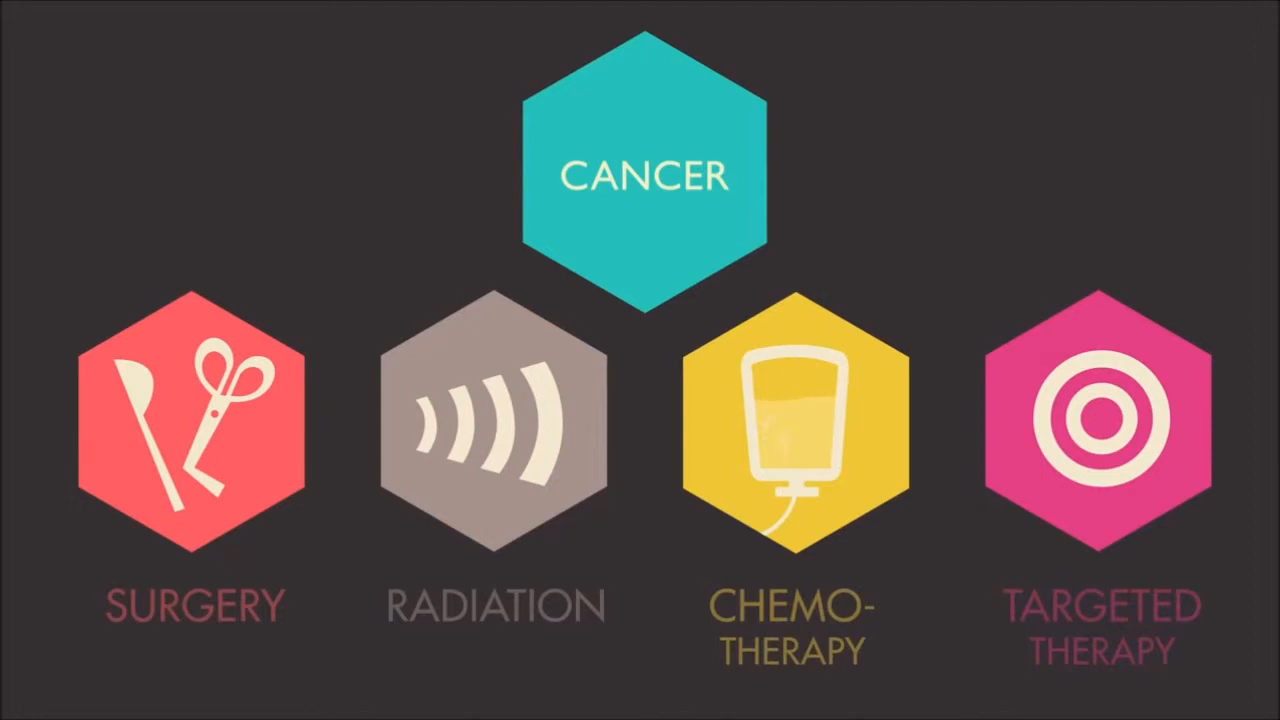 CANCER
SURGERY
RADIATION
CHEMO-
THERAPY
TARGETED
THERAPY